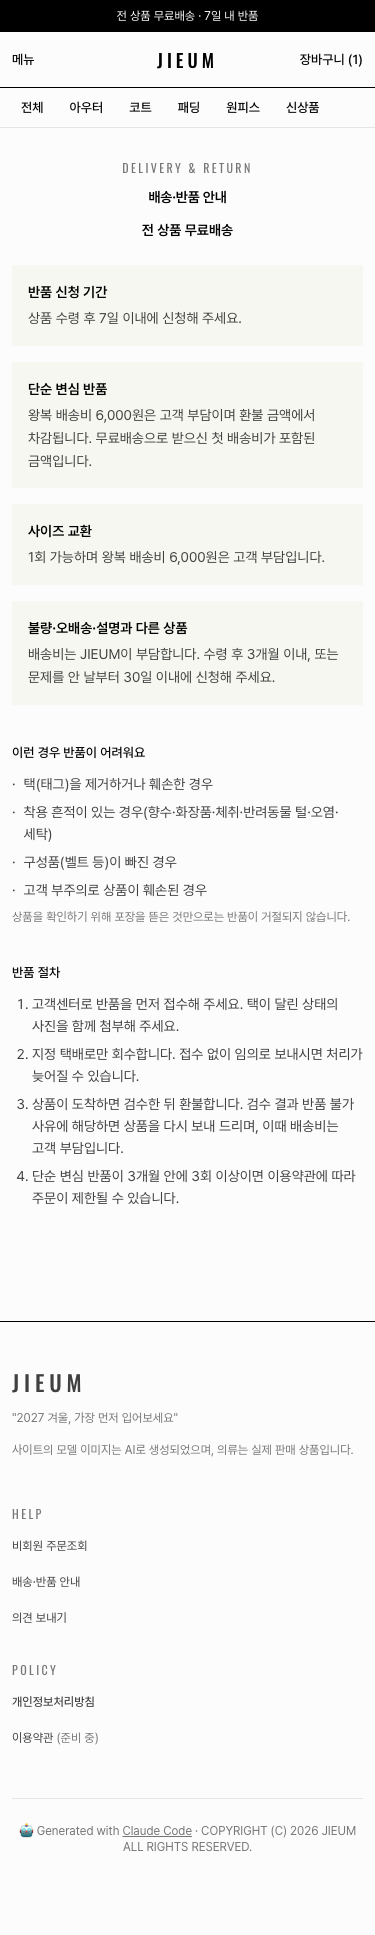 전 상품 무료배송 · 7일 내 반품
메뉴
JIEUM
장바구니 (1)
전체 아우터 코트 패딩 원피스 신상품
DELIVERY & RETURN
배송·반품 안내
전 상품 무료배송
반품 신청 기간
상품 수령 후 7일 이내에 신청해 주세요.
단순 변심 반품
왕복 배송비 6,000원은 고객 부담이며 환불 금액에서
차감됩니다. 무료배송으로 받으신 첫 배송비가 포함된
금액입니다.
사이즈 교환
1회 가능하며 왕복 배송비 6,000원은 고객 부담입니다.
불량·오배송·설명과 다른 상품
배송비는 JIEUM이 부담합니다. 수령 후 3개월 이내, 또는
문제를 안 날부터 30일 이내에 신청해 주세요.
이런 경우 반품이 어려워요
· 택(태그)을 제거하거나 훼손한 경우
· 착용 흔적이 있는 경우(향수·화장품·체취·반려동물 털·오염·
세탁)
· 구성품(벨트 등)이 빠진 경우
· 고객 부주의로 상품이 훼손된 경우
상품을 확인하기 위해 포장을 뜯은 것만으로는 반품이 거절되지 않습니다.
반품 절차
1. 고객센터로 반품을 먼저 접수해 주세요. 택이 달린 상태의
사진을 함께 첨부해 주세요.
2. 지정 택배로만 회수합니다. 접수 없이 임의로 보내시면 처리가
늦어질 수 있습니다.
3. 상품이 도착하면 검수한 뒤 환불합니다. 검수 결과 반품 불가
사유에 해당하면 상품을 다시 보내 드리며, 이때 배송비는
고객 부담입니다.
4. 단순 변심 반품이 3개월 안에 3회 이상이면 이용약관에 따라
주문이 제한될 수 있습니다.
JIEUM
"2027 겨울, 가장 먼저 입어보세요"
사이트의 모델 이미지는 AI로 생성되었으며, 의류는 실제 판매 상품입니다.
HELP
비회원 주문조회
배송·반품 안내
의견 보내기
POLICY
개인정보처리방침
이용약관 (준비 중)
🤖 Generated with Claude Code · COPYRIGHT (C) 2026 JIEUM
ALL RIGHTS RESERVED.